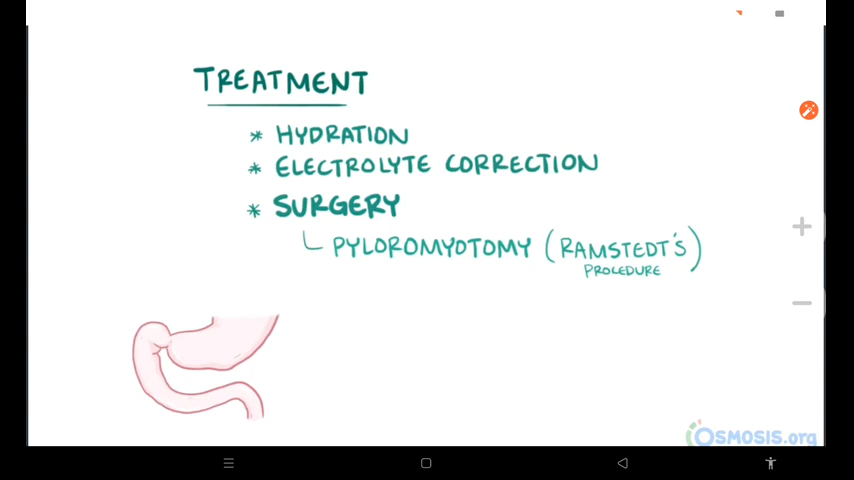 TREATMENT
* HYDRATION
* ELECTROLYTE CORRECTION
* SURGERY
PYLOROMYOTOMY (RAMSTEDT'S PROCEDURE)
OSMOSIS.org